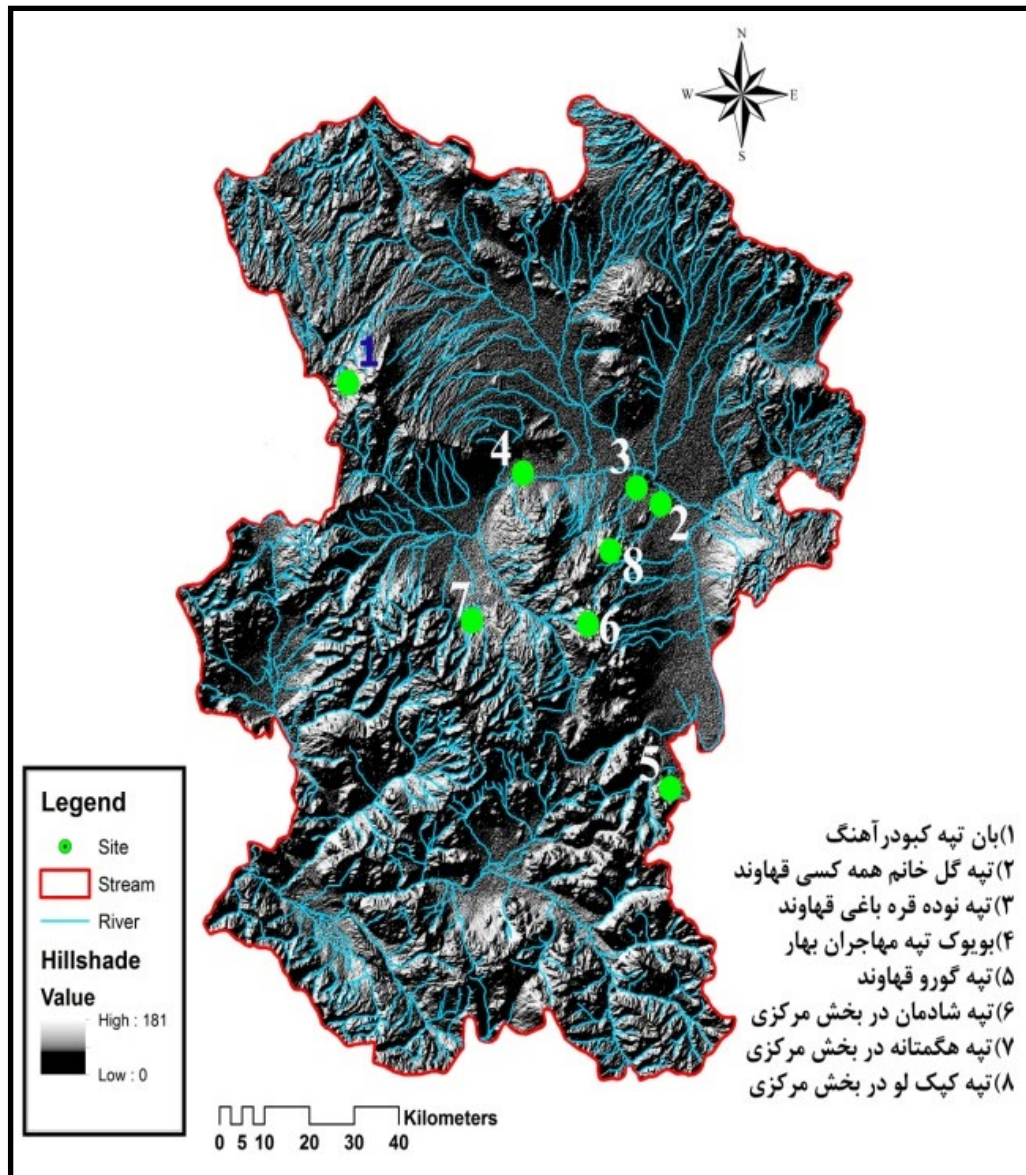 N
W E
S
1
4
3
2
8
7
6
5
Legend
Site
Stream
River
Hillshade
Value
High : 181
Low : 0
Kilometers
0 5 10 20 30 40
۱)بان تپه کبودرآهنگ
۲)تپه گل خانم همه کسی قهاوند
۳)تپه نوده قره باغی قهاوند
۴)بویوک تپه مهاجران بهار
۵)تپه گورو قهاوند
۶)تپه شادمان در بخش مرکزی
۷)تپه هگمتانه در بخش مرکزی
۸)تپه کپک لو در بخش مرکزی